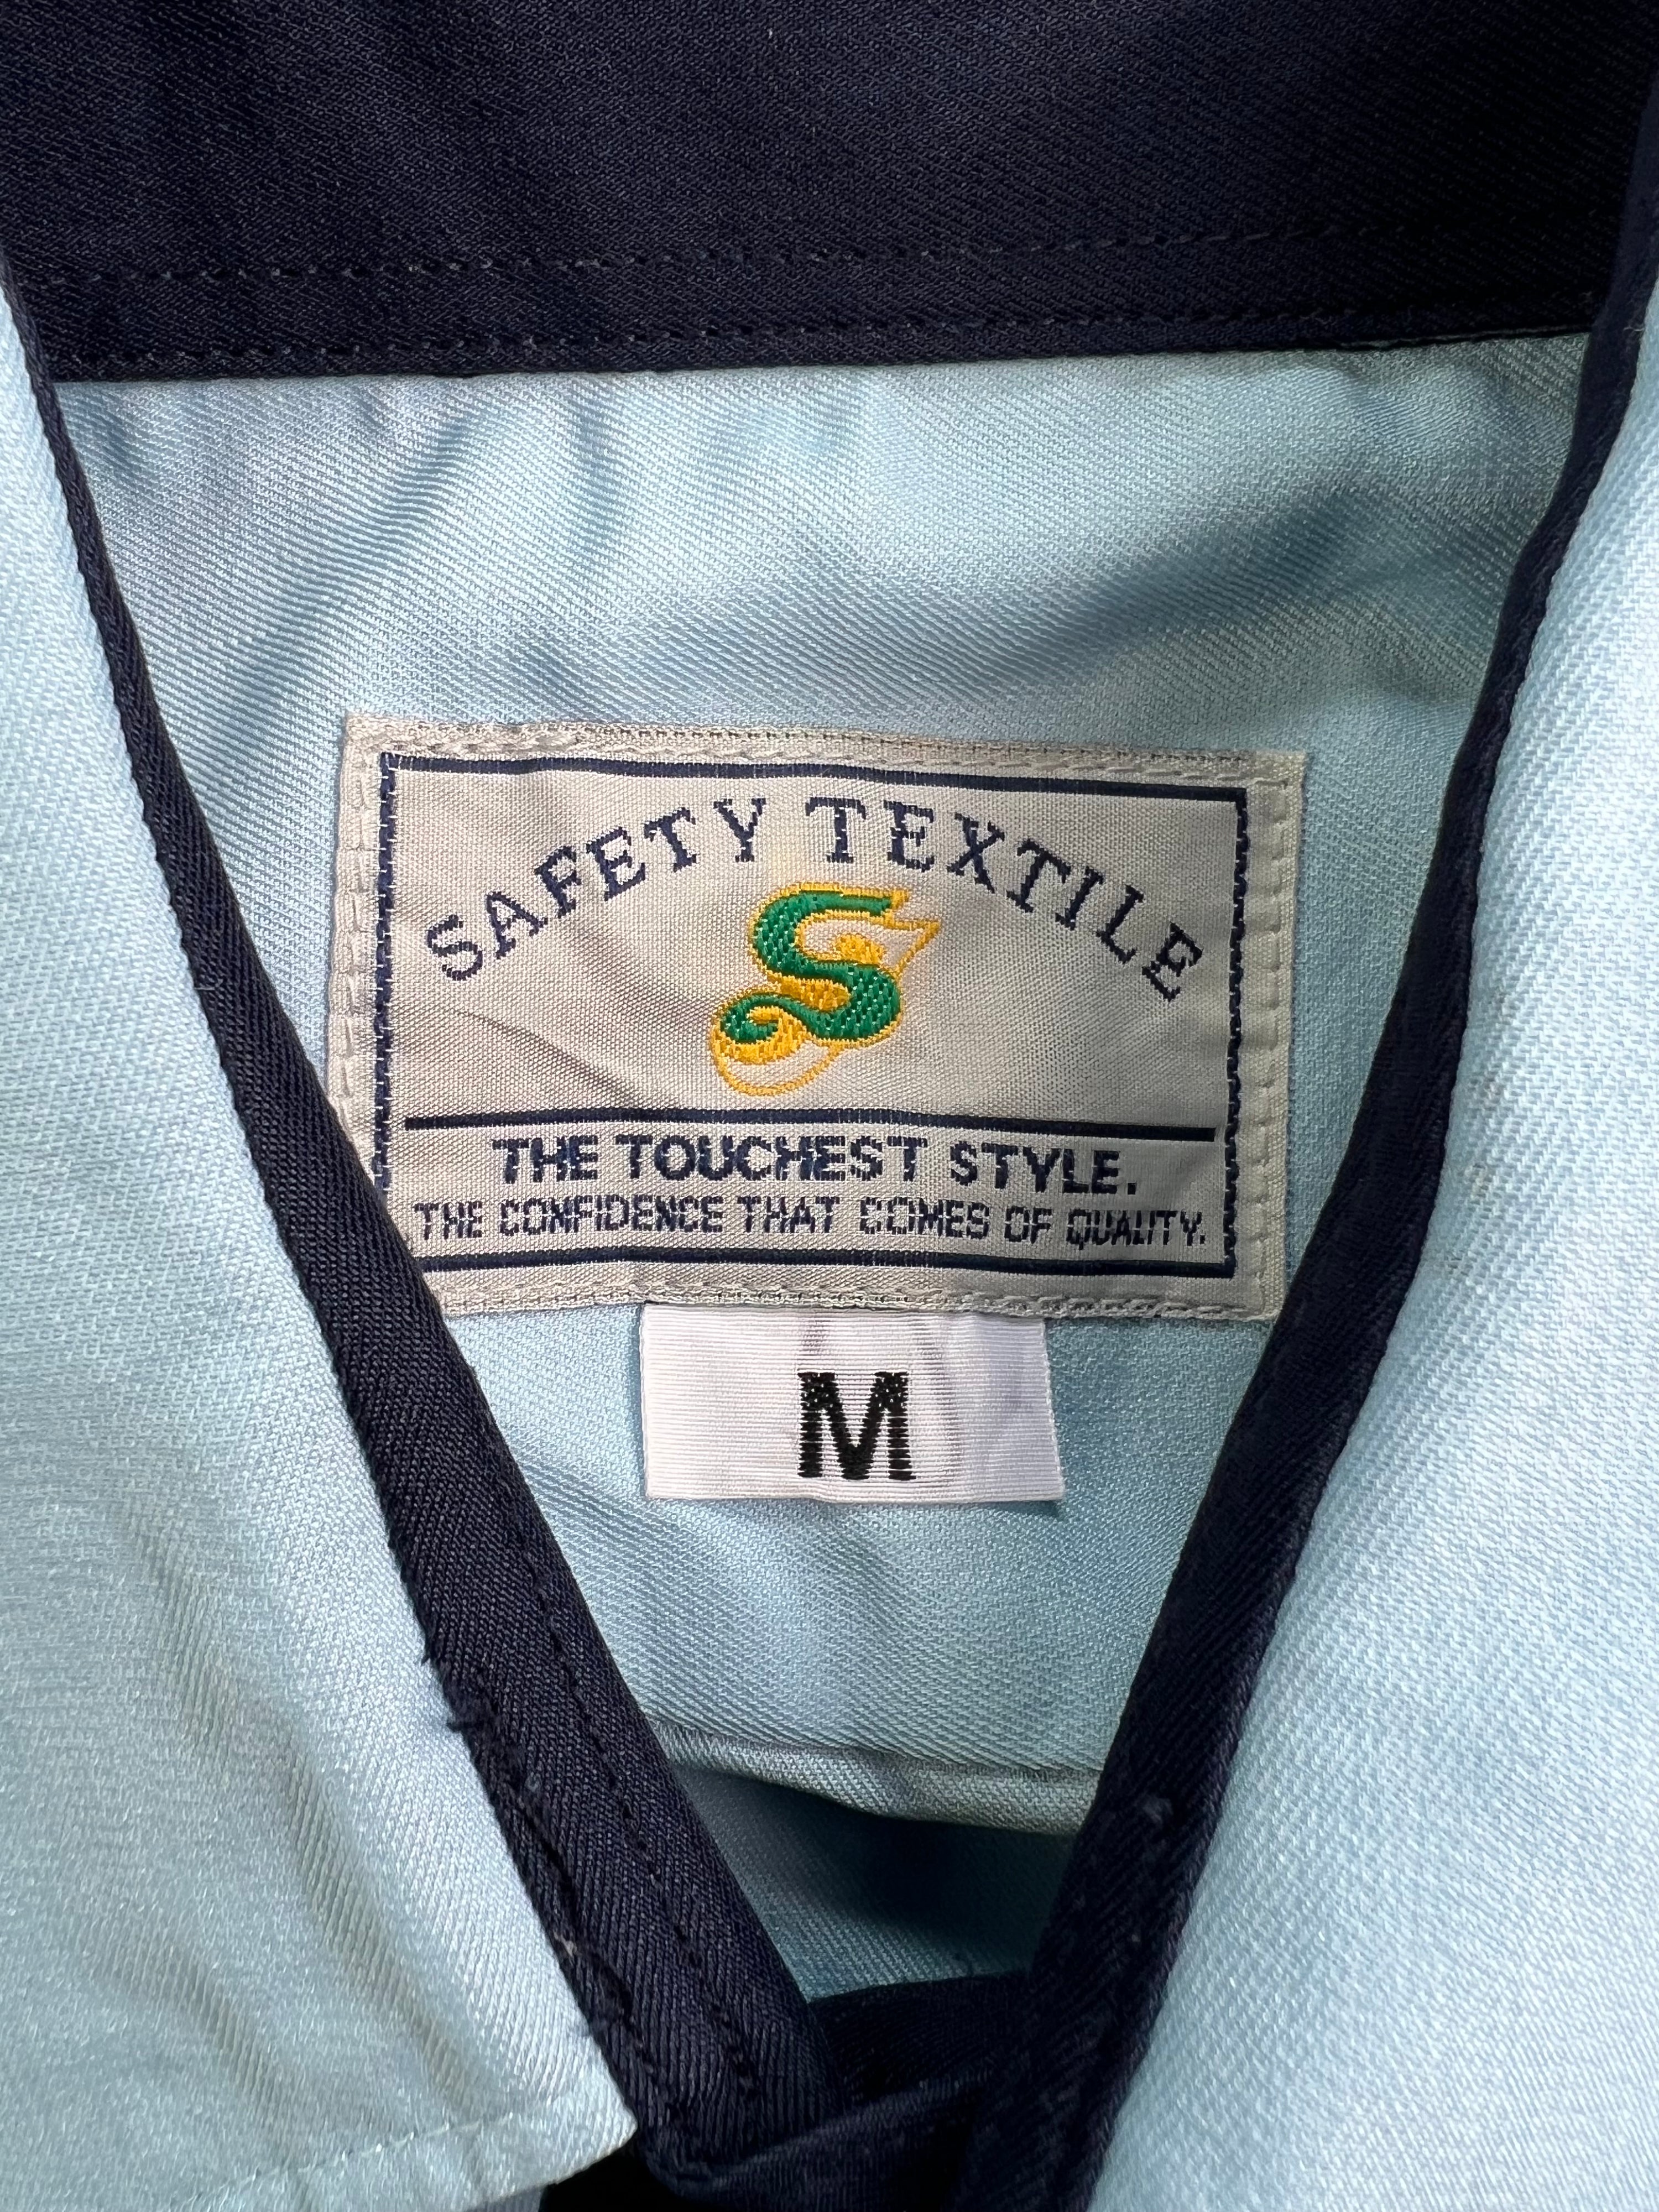 SAFETY TEXTILE
S
THE TOUCHEST STYLE.
THE CONFIDENCE THAT COMES OF QUALITY.
M